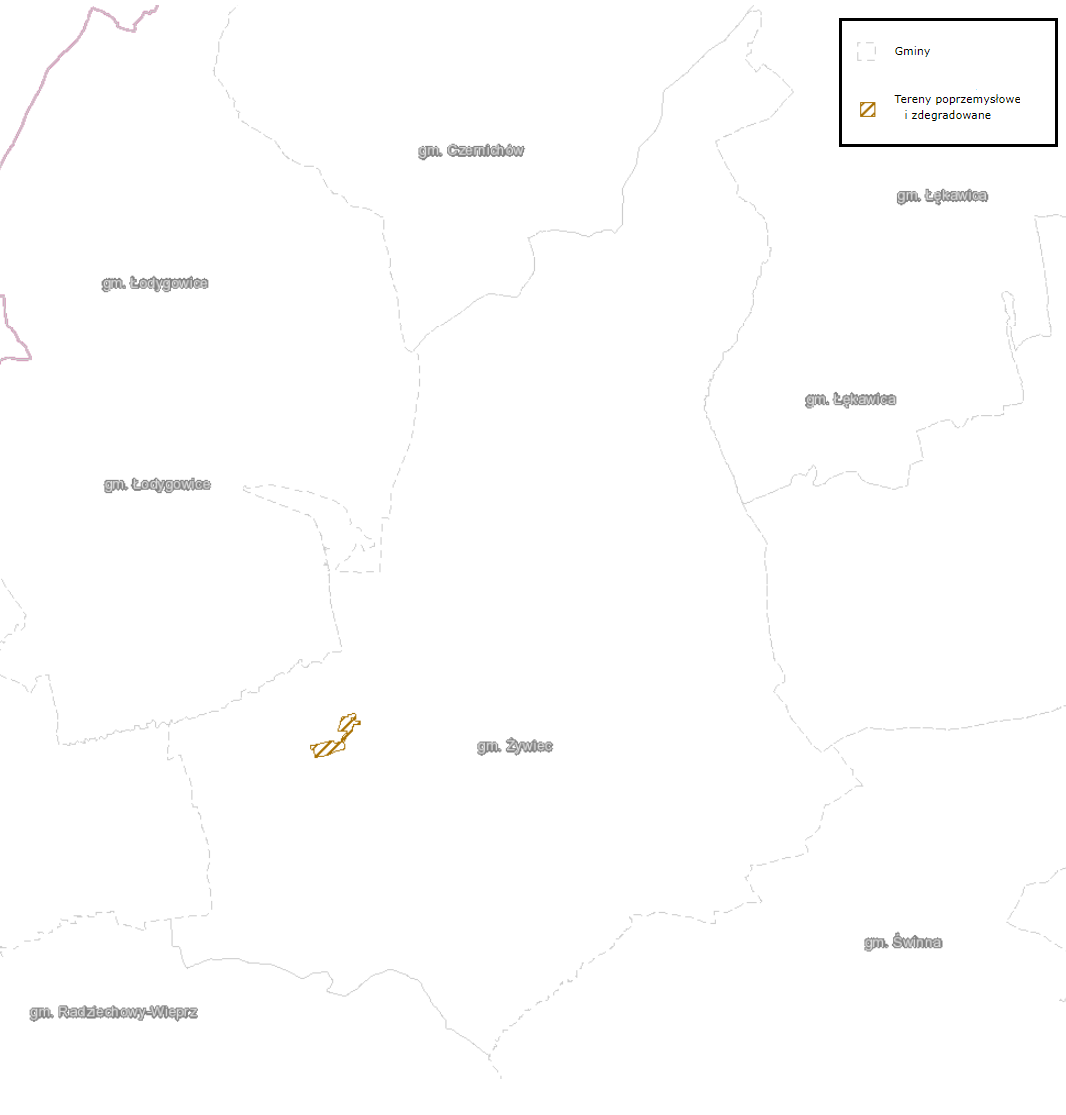 Gminy
Tereny poprzemysłowe
i zdegradowane
gm. Czernichów
gm. Łękawica
gm. Łodygowice
gm. Łękawica
gm. Łodygowice
gm. Żywiec
gm. Świnna
gm. Radziechowy-Wieprz